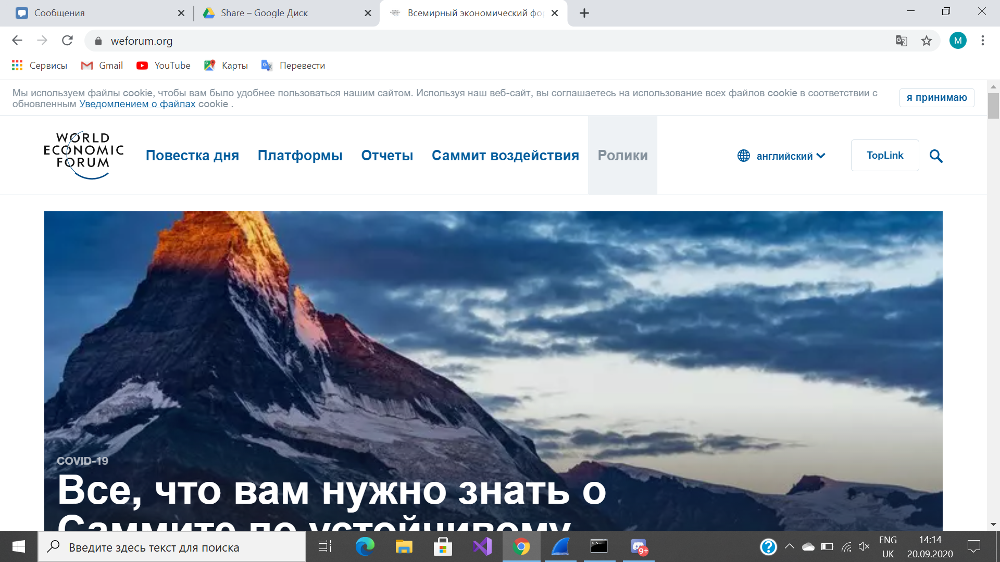 Сообщения
Share – Google Диск
Всемирный экономический фор
weforum.org
M
Сервисы
Gmail
YouTube
Карты
Перевести
Мы используем файлы cookie, чтобы вам было удобнее пользоваться нашим сайтом. Используя наш веб-сайт, вы соглашаетесь на использование всех файлов cookie в соответствии с
обновленным Уведомлением о файлах cookie .
я принимаю
WORLD
ECONOMIC
FORUM
Повестка дня
Платформы
Отчеты
Саммит воздействия
Ролики
английский
TopLink
COVID-19
Все, что вам нужно знать о
Саммите по устойчивому
Введите здесь текст для поиска
9+
ENG
UK
14:14
20.09.2020